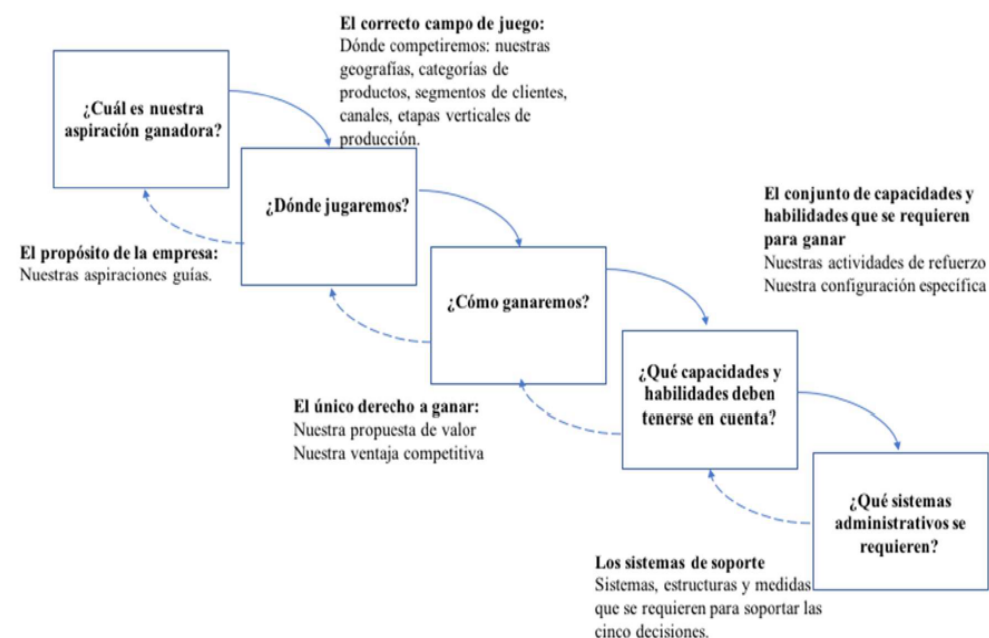 El correcto campo de juego:
Dónde competiremos: nuestras
geografías, categorías de
productos, segmentos de clientes,
canales, etapas verticales de
producción.
¿Cuál es nuestra
aspiración ganadora?
¿Dónde jugaremos?
El propósito de la empresa:
Nuestras aspiraciones guías.
El conjunto de capacidades y
habilidades que se requieren
para ganar
Nuestras actividades de refuerzo
Nuestra configuración específica
¿Cómo ganaremos?
El único derecho a ganar:
Nuestra propuesta de valor
Nuestra ventaja competitiva
¿Qué capacidades y
habilidades deben
tenerse en cuenta?
¿Qué sistemas
administrativos se
requieren?
Los sistemas de soporte
Sistemas, estructuras y medidas
que se requieren para soportar las
cinco decisiones.